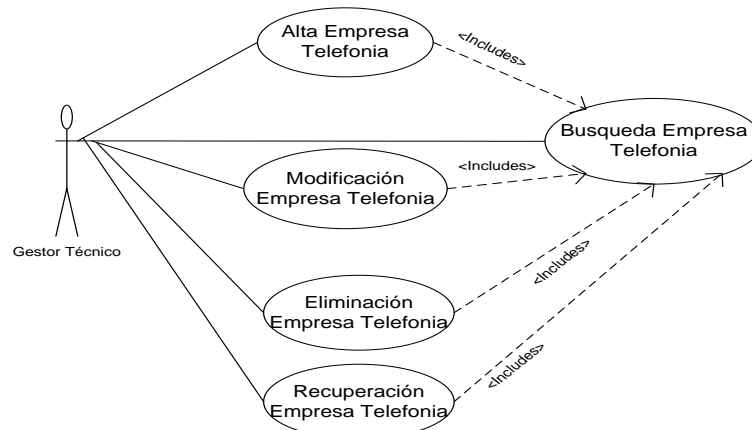 Alta Empresa
Telefonia
<Includes>
Busqueda Empresa
Telefonia
Modificación
Empresa Telefonia
<Includes>
Gestor Técnico
Eliminación
Empresa Telefonia
<Includes>
Recuperación
Empresa Telefonia
<Includes>